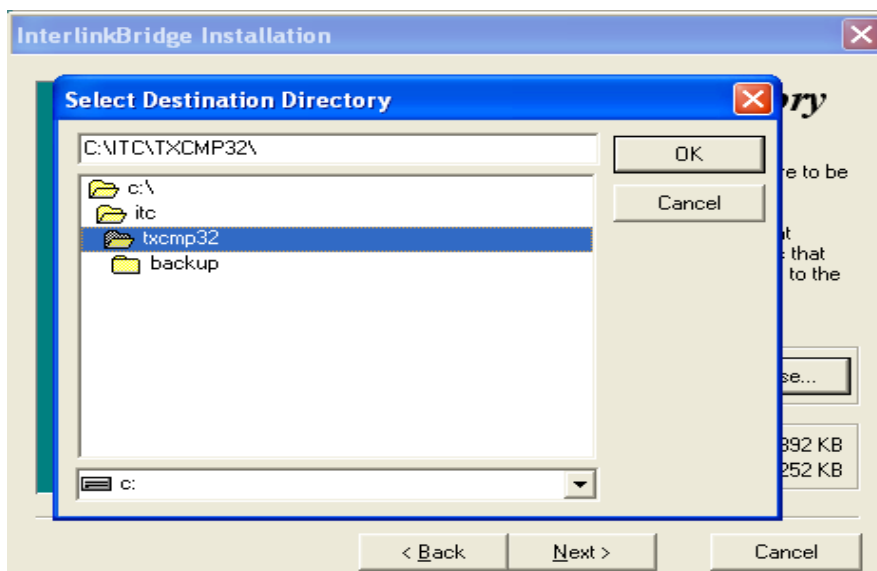 InterlinkBridge Installation
Select Destination Directory
ory
C:\ITC\TXCMP32\
OK
c:\
re to be
itc
Cancel
txcmp32
backup
that
to the
se...
392 KB
252 KB
c:
< Back
Next >
Cancel